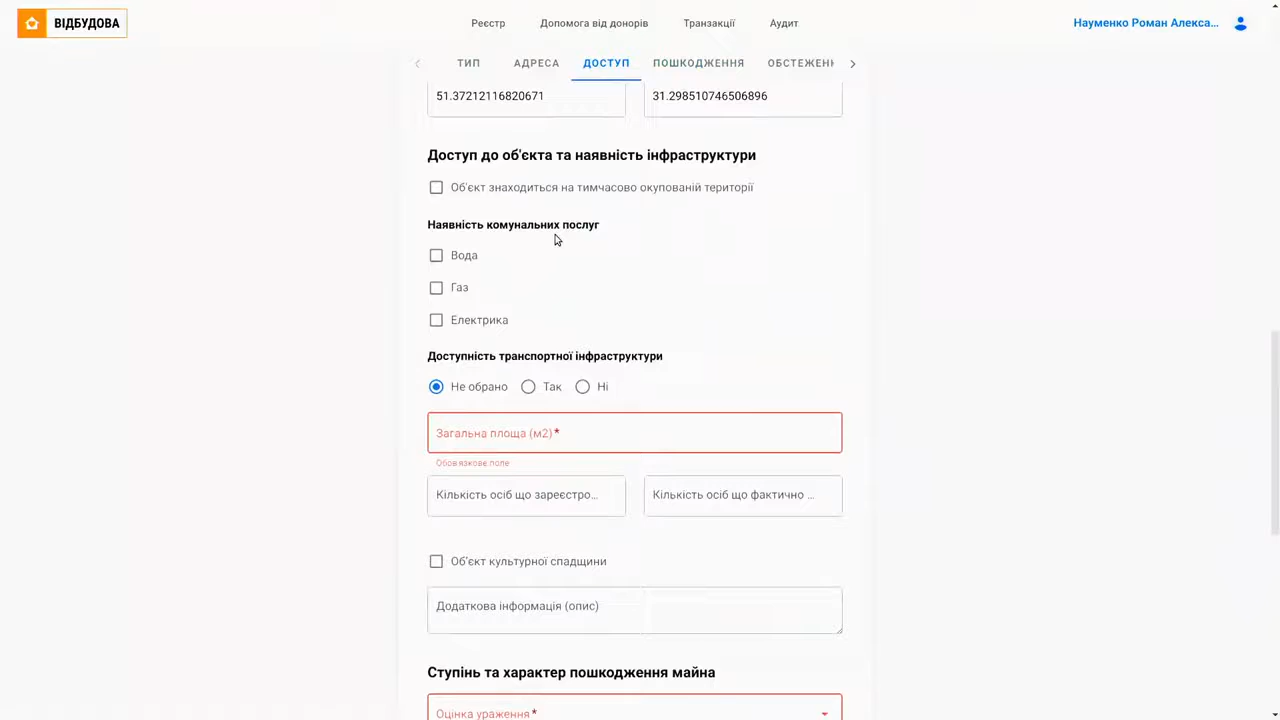 ВІДБУДОВА
Реєстр Допомога від донорів Транзакції Аудит
Науменко Роман Алекса...
ТИП АДРЕСА ДОСТУП ПОШКОДЖЕННЯ ОБСТЕЖЕН
51.37212116820671 31.298510746506896
Доступ до об'єкта та наявність інфраструктури
Об'єкт знаходиться на тимчасово окупованій території
Наявність комунальних послуг
Вода
Газ
Електрика
Доступність транспортної інфраструктури
Не обрано Так Ні
Загальна площа (м2)*
Обов'язкове поле
Кількість осіб що зареєстро... Кількість осіб що фактично ...
Об'єкт культурної спадщини
Додаткова інформація (опис)
Ступінь та характер пошкодження майна
Оцінка ураження*